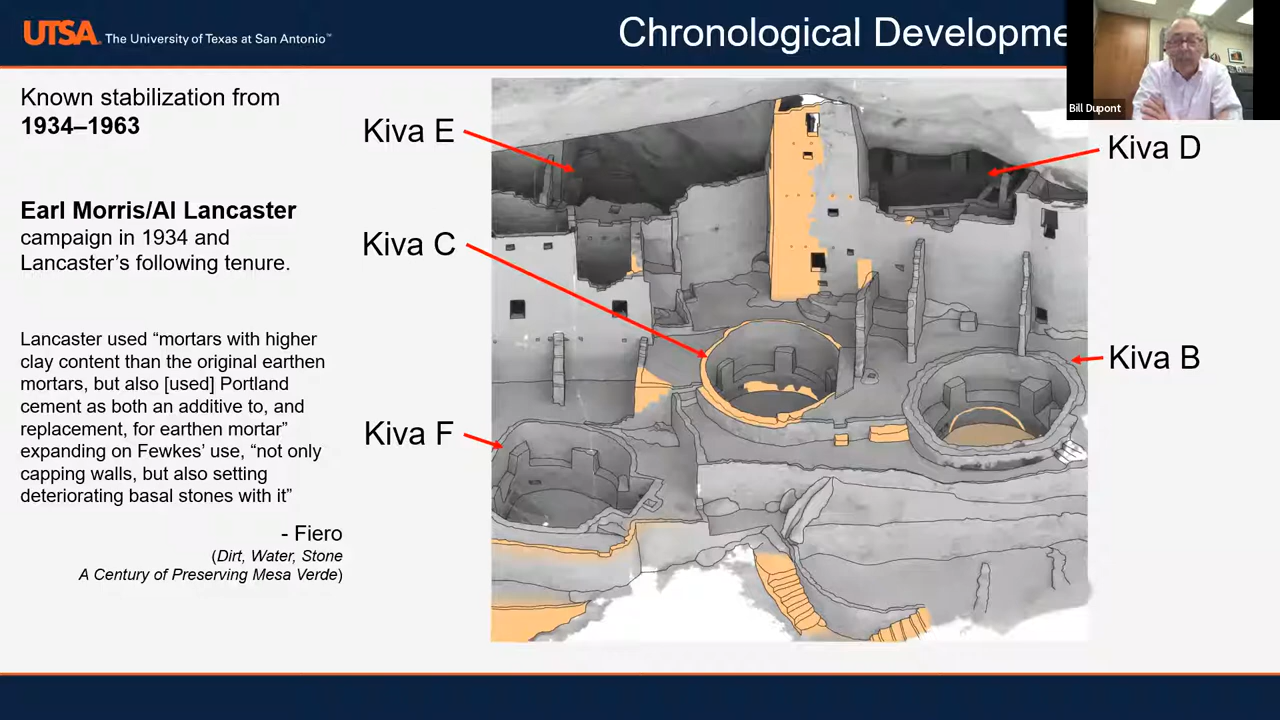 UTSA. The University of Texas at San Antonio™
Chronological Developme
Bill Dupont
Known stabilization from
1934–1963
Earl Morris/Al Lancaster
campaign in 1934 and
Lancaster's following tenure.
Lancaster used “mortars with higher
clay content than the original earthen
mortars, but also [used] Portland
cement as both an additive to, and
replacement, for earthen mortar”
expanding on Fewkes' use, “not only
capping walls, but also setting
deteriorating basal stones with it”
- Fiero
(Dirt, Water, Stone
A Century of Preserving Mesa Verde)
Kiva E
Kiva D
Kiva C
Kiva B
Kiva F